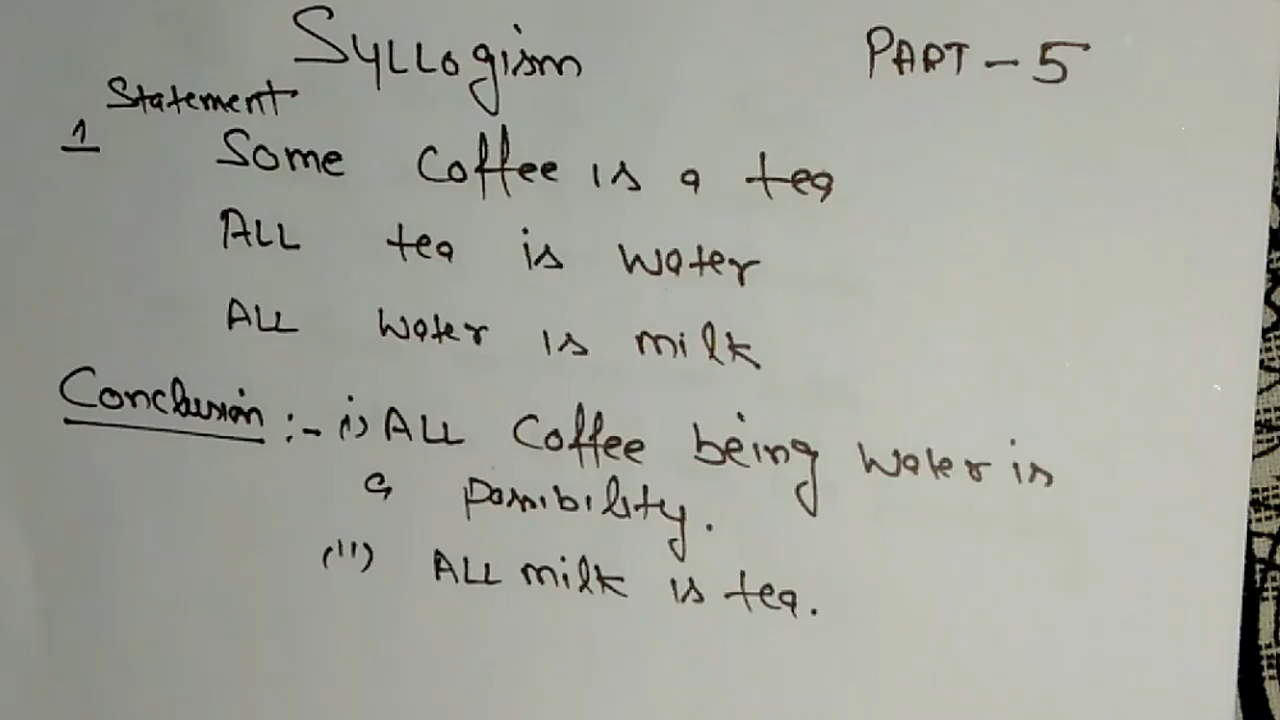 Syllogism PART - 5
Statement
1 Some Coffee is a tea
ALL tea is water
ALL water is milk
Conclusion :- i) ALL Coffee being water is
a possibility.
(ii) ALL milk is tea.